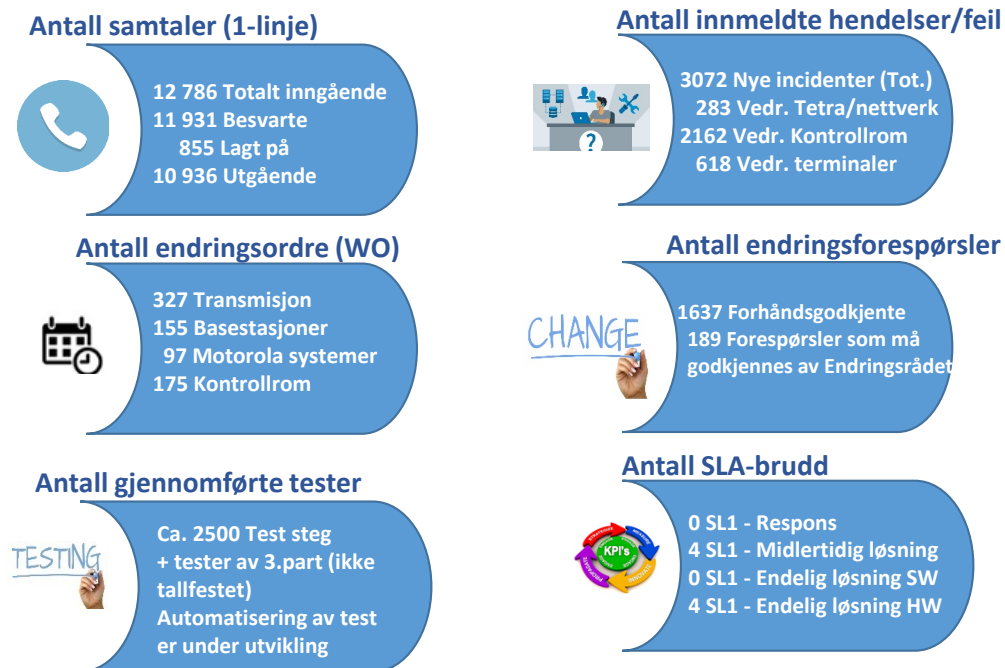 Antall samtaler (1-linje)
12 786 Totalt inngående
11 931 Besvarte
855 Lagt på
10 936 Utgående
Antall innmeldte hendelser/feil
?
3072 Nye incidenter (Tot.)
283 Vedr. Tetra/nettverk
2162 Vedr. Kontrollrom
618 Vedr. terminaler
Antall endringsordre (WO)
327 Transmisjon
155 Basestasjoner
97 Motorola systemer
175 Kontrollrom
Antall endringsforespørsler
CHANGE
1637 Forhåndsgodkjente
189 Forespørsler som må
godkjennes av Endringsrådet
Antall gjennomførte tester
TESTING
Ca. 2500 Test steg
+ tester av 3.part (ikke
tallfestet)
Automatisering av test
er under utvikling
Antall SLA-brudd
KPI's
0 SL1 - Respons
4 SL1 - Midlertidig løsning
0 SL1 - Endelig løsning SW
4 SL1 - Endelig løsning HW